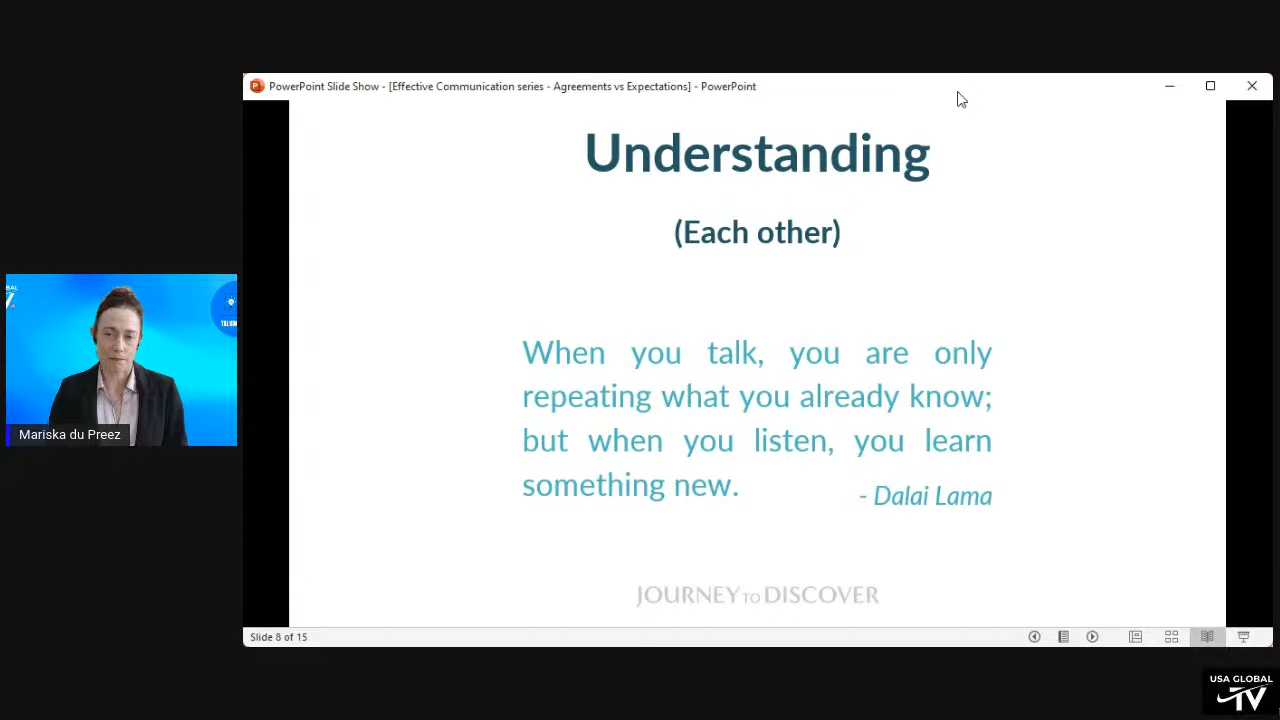 PowerPoint Slide Show - [Effective Communication series - Agreements vs Expectations] - PowerPoint
Understanding
(Each other)
When you talk, you are only
repeating what you already know;
but when you listen, you learn
something new.
- Dalai Lama
JOURNEY TO DISCOVER
Slide 8 of 15
OBAL
TALKIN
Mariska du Preez
USA GLOBAL
TV